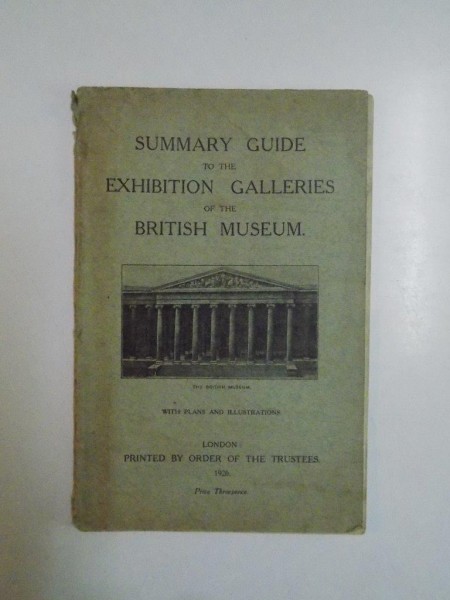 SUMMARY GUIDE
TO THE
EXHIBITION GALLERIES
OF THE
BRITISH MUSEUM.
THE BRITISH MUSEUM.
WITH PLANS AND ILLUSTRATIONS.
LONDON:
PRINTED BY ORDER OF THE TRUSTEES.
Price Threepence